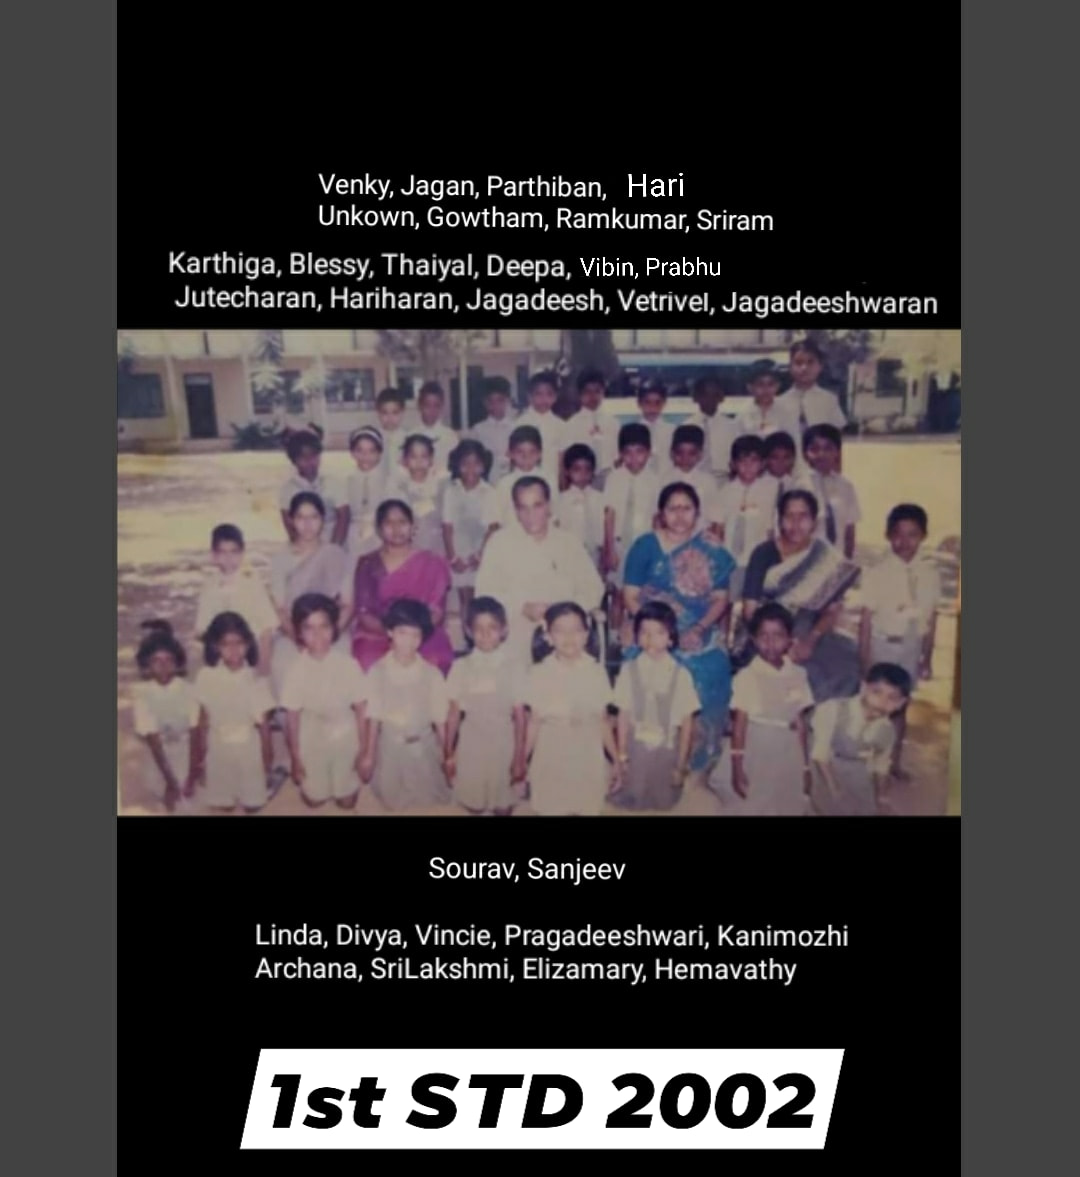 Venky, Jagan, Parthiban, Hari
Unkown, Gowtham, Ramkumar, Sriram
Karthiga, Blessy, Thaiyal, Deepa, Vibin, Prabhu
Jutecharan, Hariharan, Jagadeesh, Vetrivel, Jagadeeshwaran
Sourav, Sanjeev
Linda, Divya, Vincie, Pragadeeshwari, Kanimozhi
Archana, SriLakshmi, Elizamary, Hemavathy
1st STD 2002